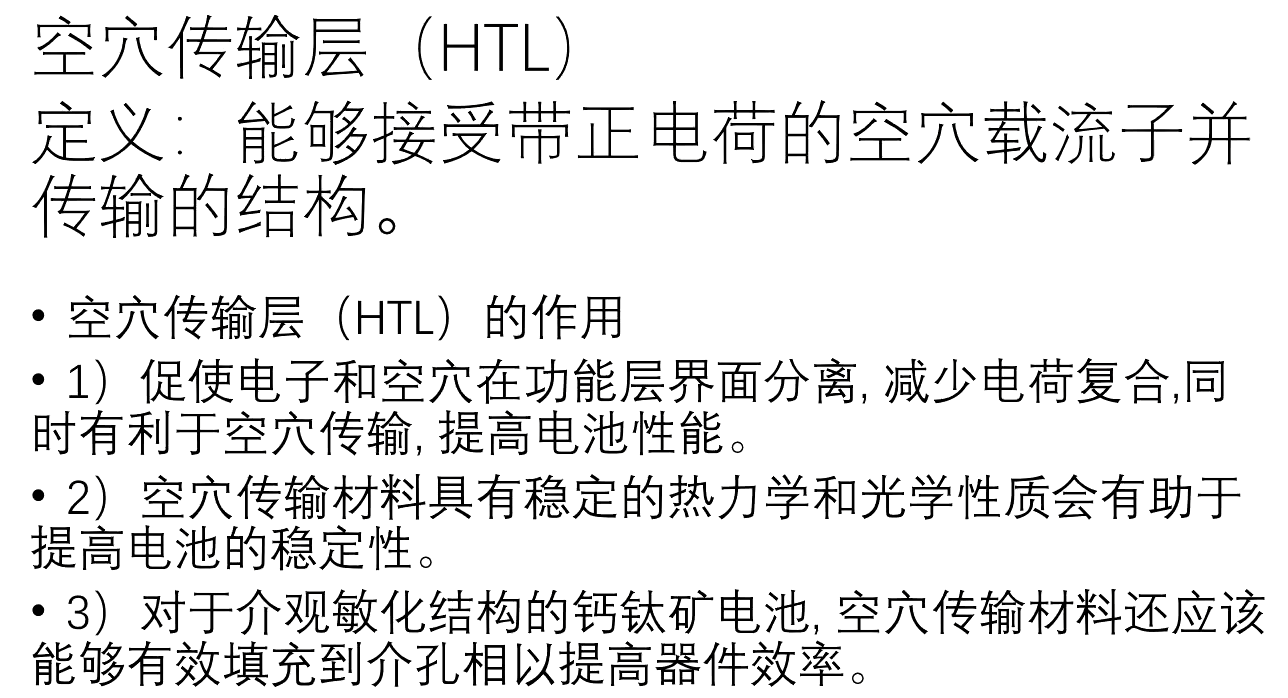 空穴传输层（HTL）
定义：能够接受带正电荷的空穴载流子并
传输的结构。
• 空穴传输层（HTL）的作用
• 1）促使电子和空穴在功能层界面分离, 减少电荷复合,同
时有利于空穴传输, 提高电池性能。
• 2）空穴传输材料具有稳定的热力学和光学性质会有助于
提高电池的稳定性。
• 3）对于介观敏化结构的钙钛矿电池, 空穴传输材料还应该
能够有效填充到介孔相以提高器件效率。